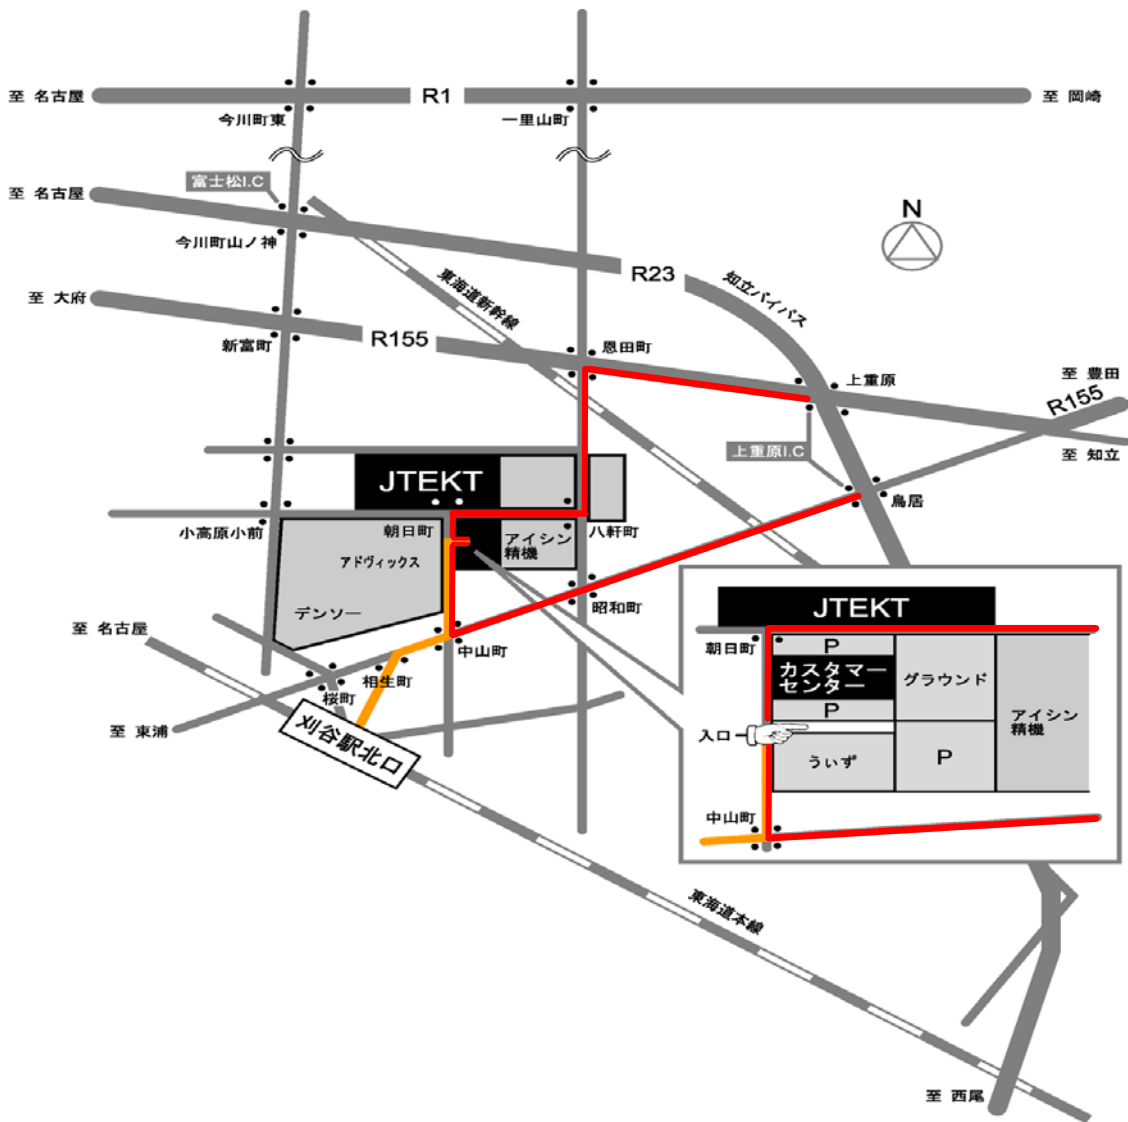 至 名古屋
R1
至 岡崎
今川町東
一里山町
富士松I.C
至 名古屋
N
今川町山ノ神
R23
東海道新幹線
知立バイパス
至 大府
R155
新富町
恩田町
上重原
至 豊田
R155
上重原I.C
至 知立
JTEKT
鳥居
小高原小前
朝日町
アイシン
精機
八軒町
アドヴィックス
デンソー
昭和町
至 名古屋
中山町
相生町
桜町
至 東浦
刈谷駅北口
JTEKT
朝日町
P
カスタマー
センター
グラウンド
P
アイシン
精機
入口
うぃず
P
中山町
東海道本線
至 西尾